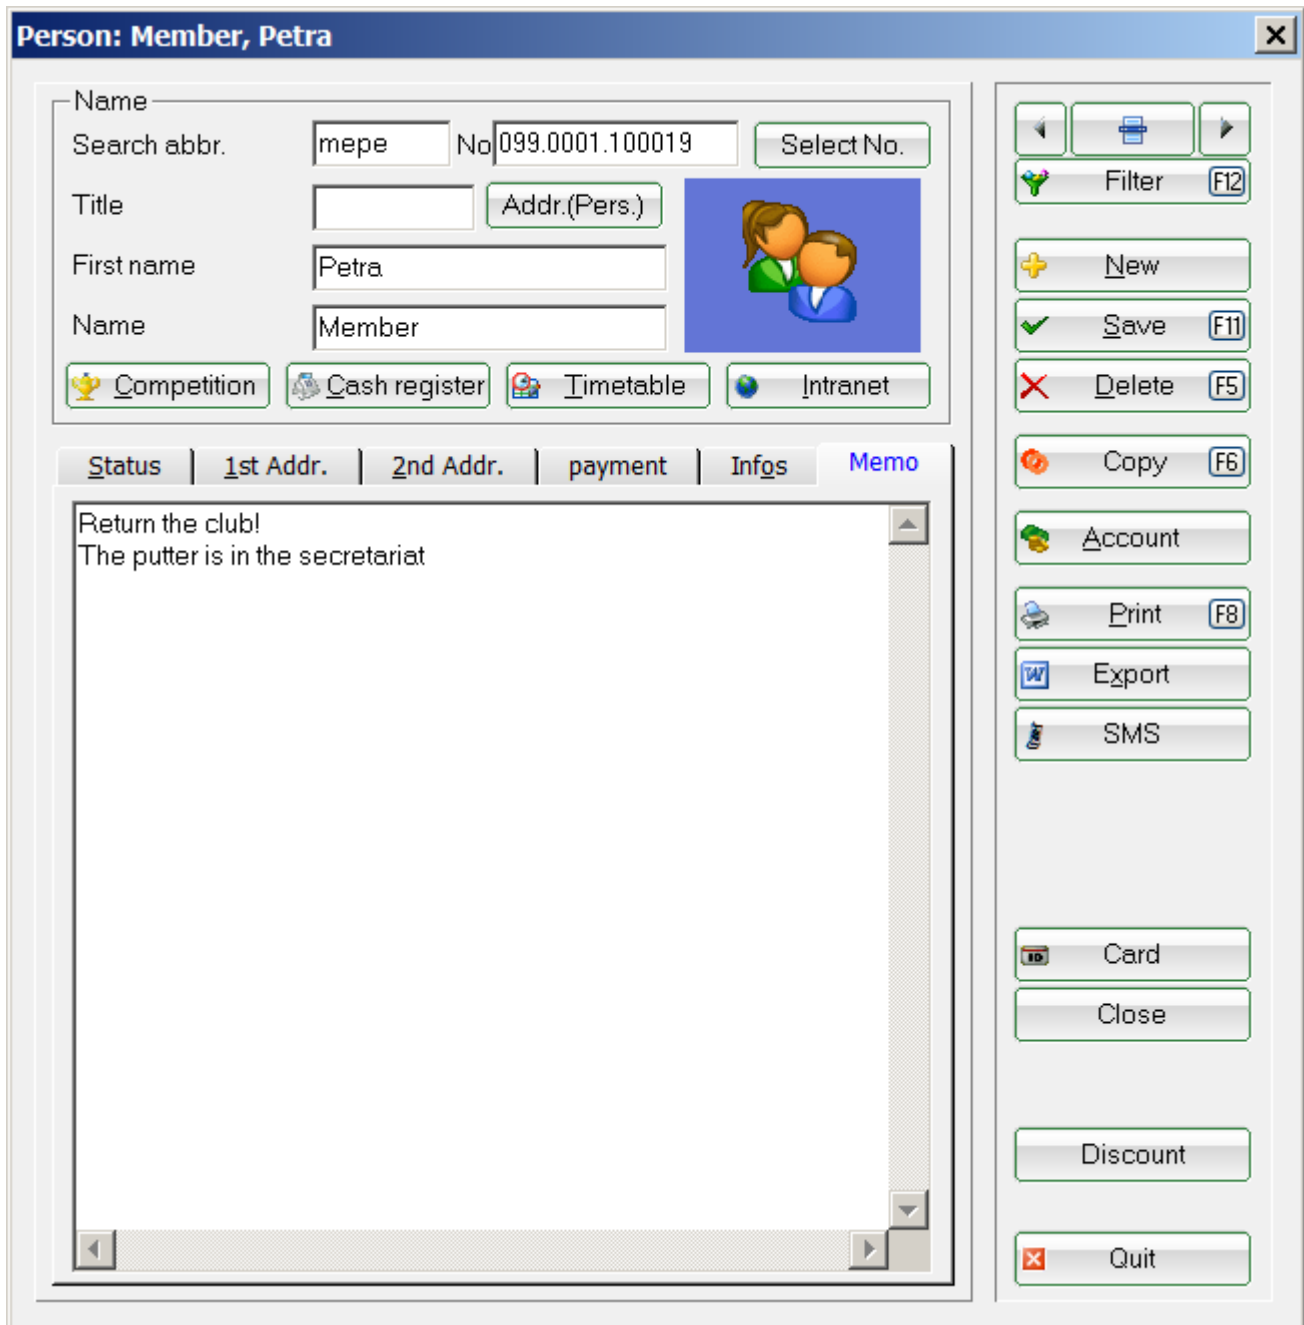 Person: Member, Petra
Name
Search abbr. mepe No 099.0001.100019 Select No.
Title Addr.(Pers.)
First name Petra
Name Member
Competition Cash register Timetable Intranet
Status 1st Addr. 2nd Addr. payment Infos Memo
Return the club!
The putter is in the secretariat
Filter F12
New
Save F11
Delete F5
Copy F6
Account
Print F8
Export
SMS
Card
Close
Discount
Quit